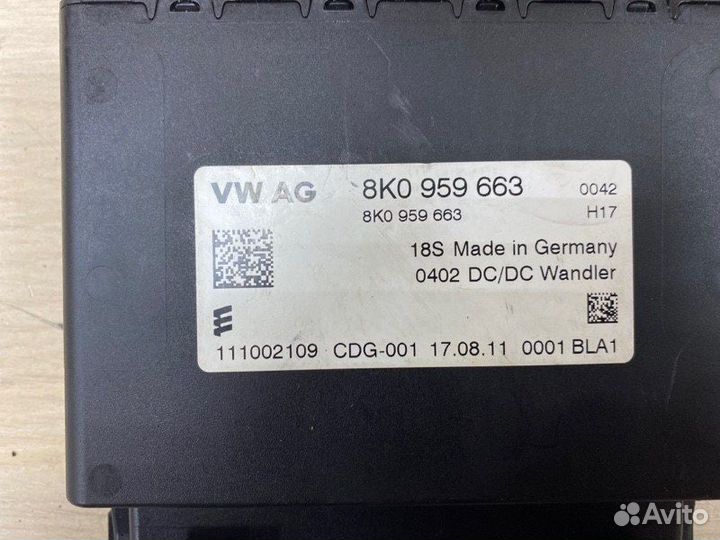 VW AG 8K0 959 663 0042
8K0 959 663 H17
18S Made in Germany
0402 DC/DC Wandler
111002109 CDG-001 17.08.11 0001 BLA1
Avito